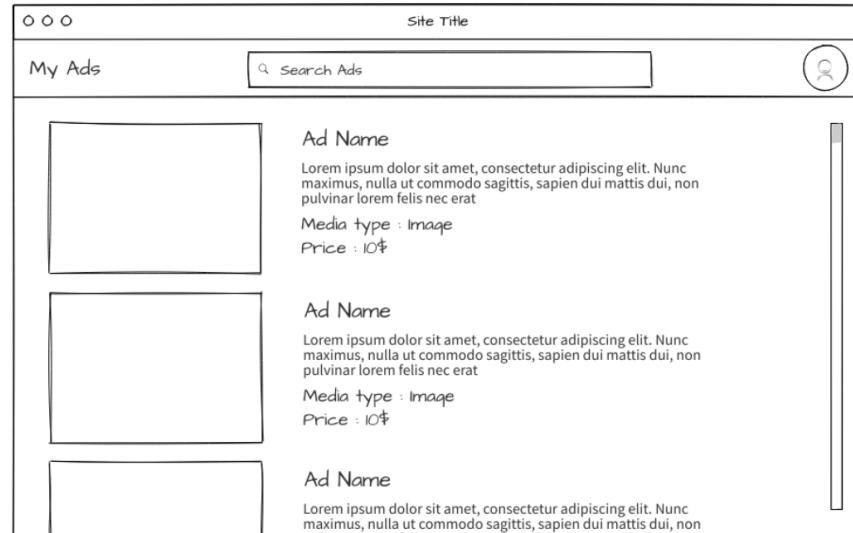 Site Title
My Ads
Search Ads
Ad Name
Lorem ipsum dolor sit amet, consectetur adipiscing elit. Nunc
maximus, nulla ut commodo sagittis, sapien dui mattis dui, non
pulvinar lorem felis nec erat
Media type : Image
Price : 10$
Ad Name
Lorem ipsum dolor sit amet, consectetur adipiscing elit. Nunc
maximus, nulla ut commodo sagittis, sapien dui mattis dui, non
pulvinar lorem felis nec erat
Media type : Image
Price : 10$
Ad Name
Lorem ipsum dolor sit amet, consectetur adipiscing elit. Nunc
maximus, nulla ut commodo sagittis, sapien dui mattis dui, non